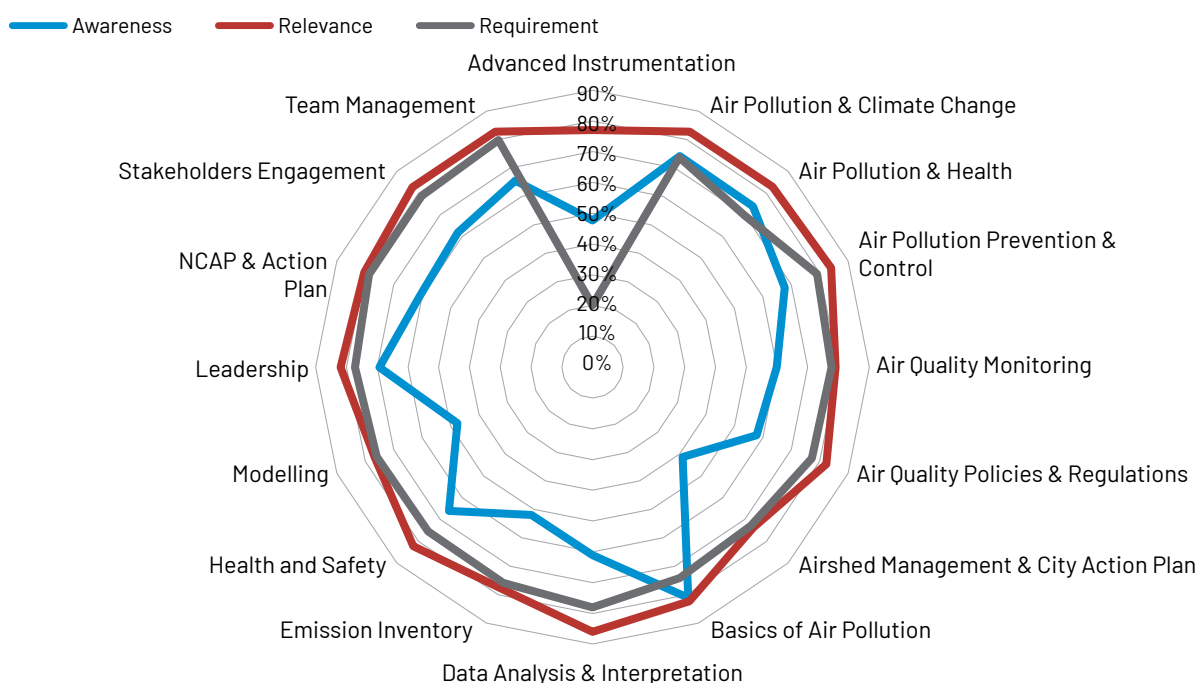 Awareness
Relevance
Requirement
Advanced Instrumentation
Team Management
90%
Air Pollution & Climate Change
80%
70%
Stakeholders Engagement
Air Pollution & Health
60%
50%
Air Pollution Prevention &
Control
40%
NCAP & Action
Plan
30%
20%
10%
0%
Leadership
Air Quality Monitoring
Modelling
Air Quality Policies & Regulations
Health and Safety
Airshed Management & City Action Plan
Emission Inventory
Basics of Air Pollution
Data Analysis & Interpretation